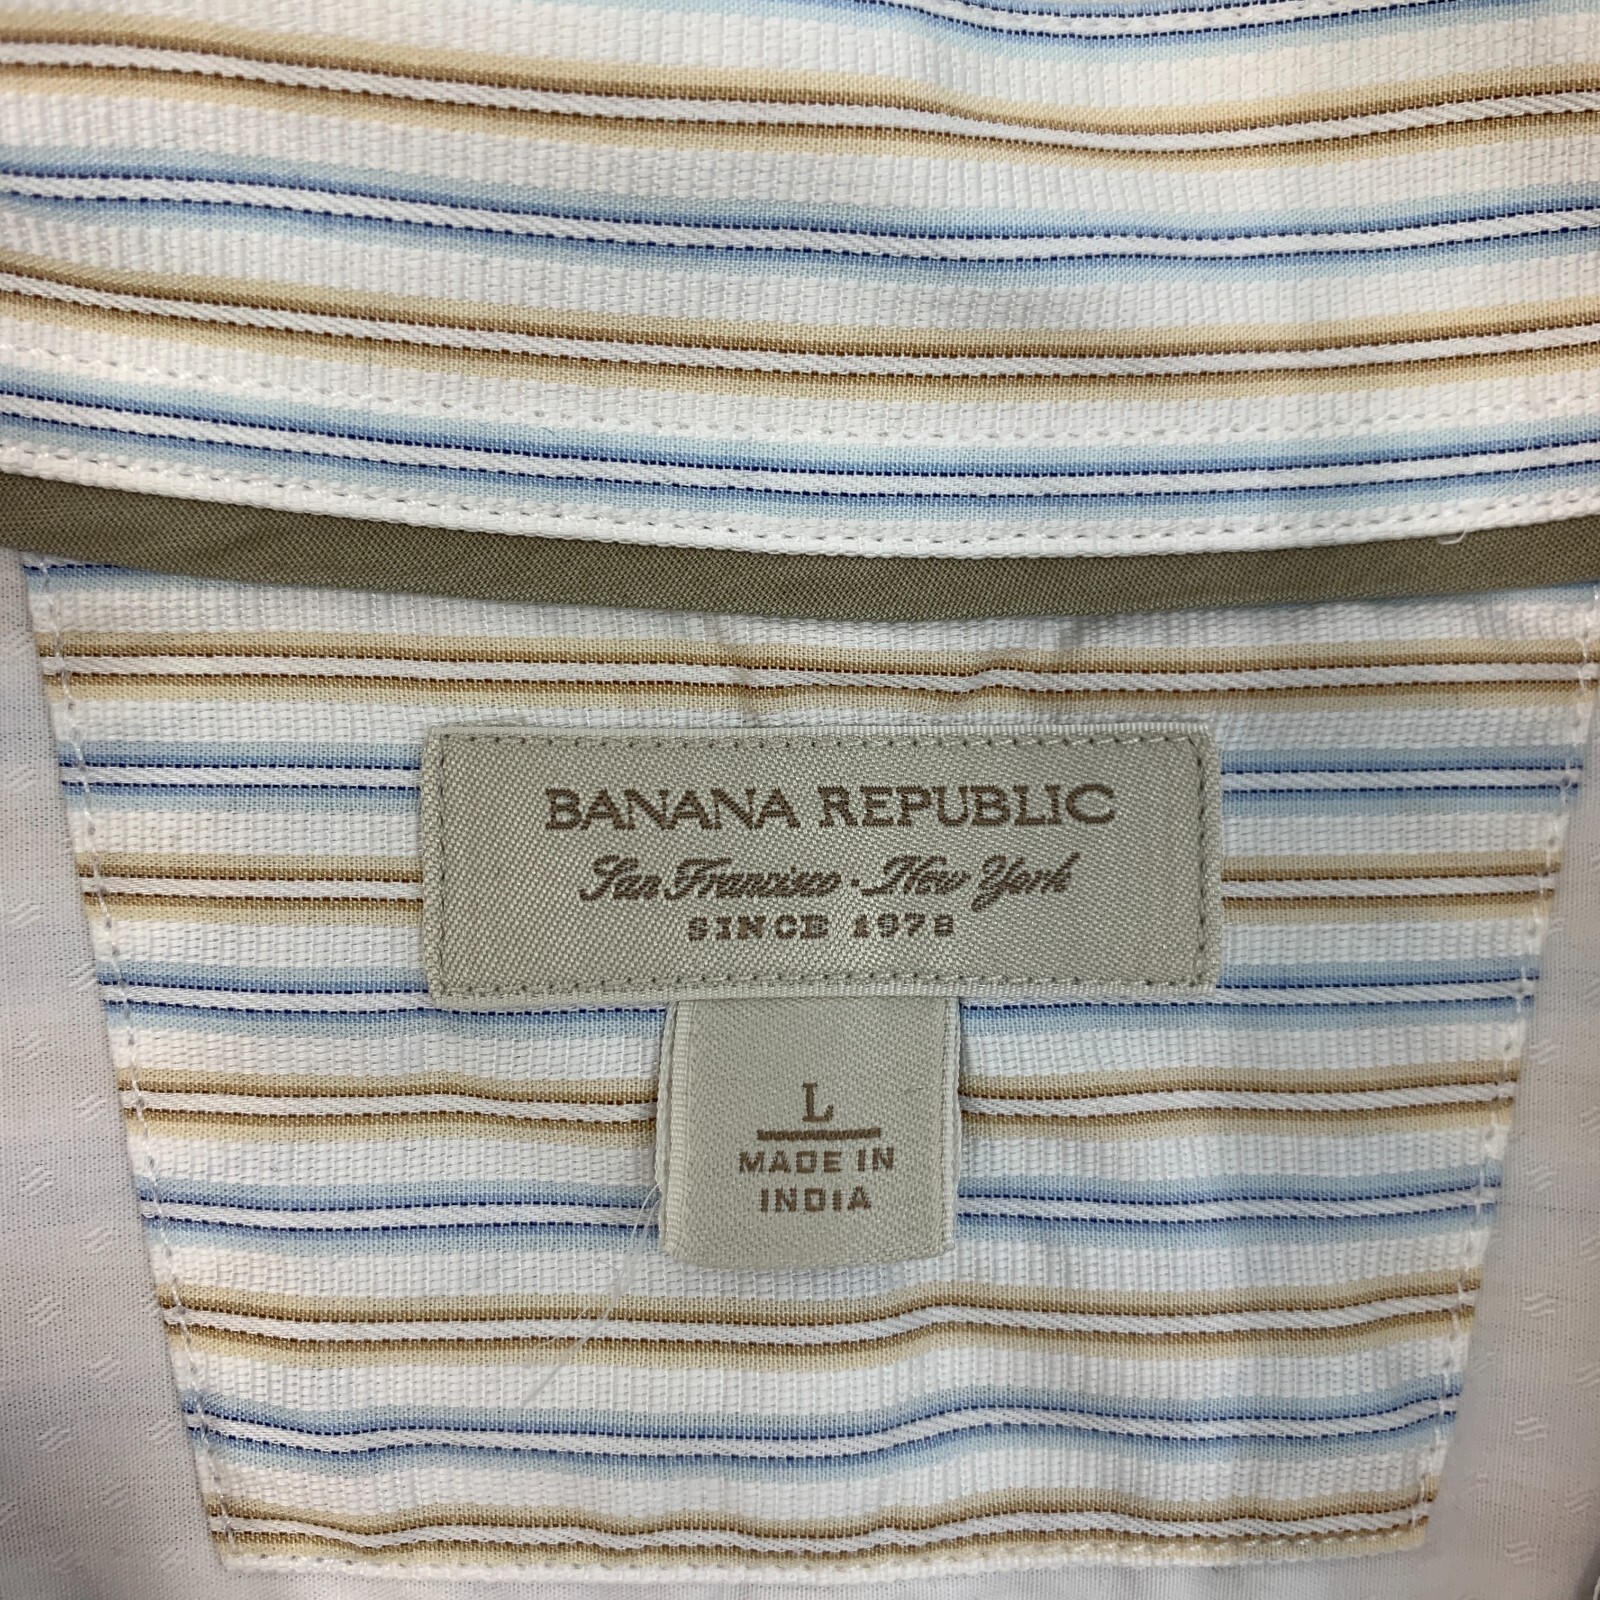 BANANA REPUBLIC
San Francisco · New York
SINCE 1978
L
MADE IN
INDIA